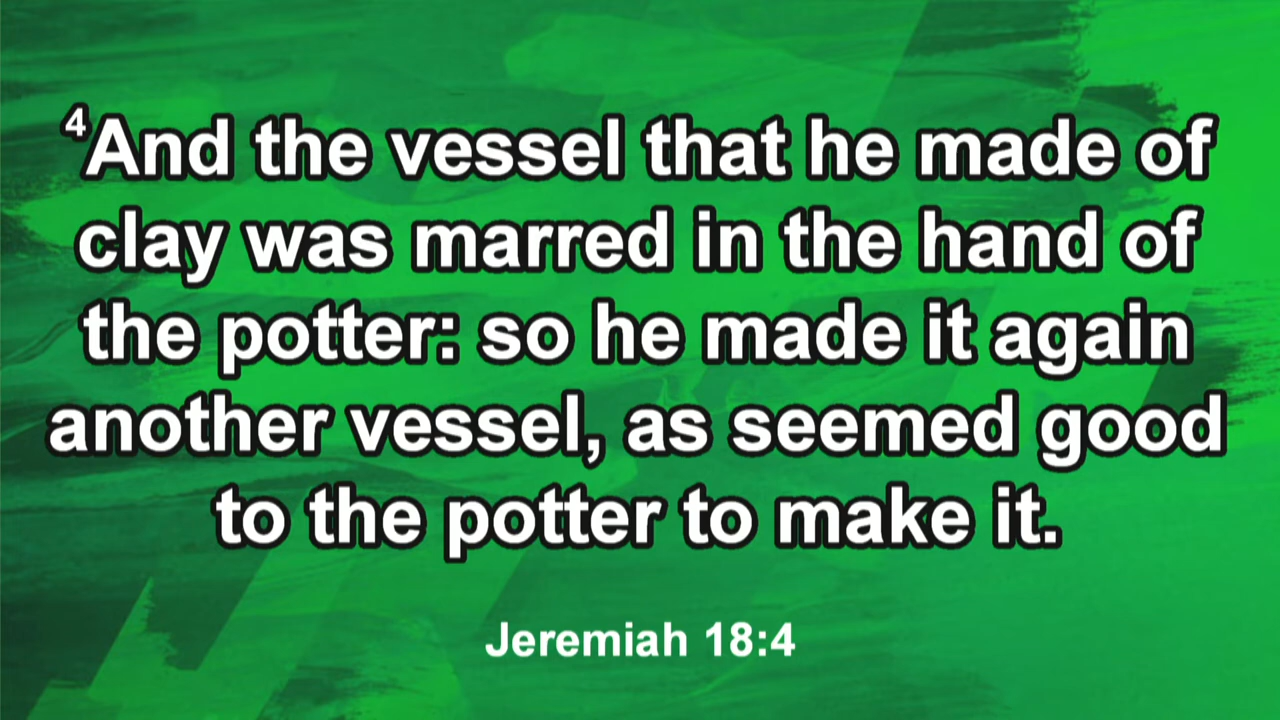 4And the vessel that he made of
clay was marred in the hand of
the potter: so he made it again
another vessel, as seemed good
to the potter to make it.
Jeremiah 18:4